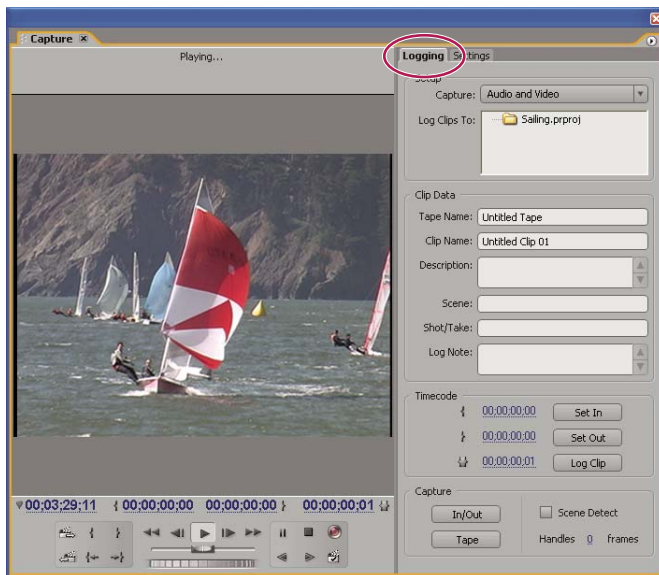 Capture
Playing...
Logging Settings
Setup
Capture: Audio and Video
Log Clips To: Sailing.prproj
Clip Data
Tape Name: Untitled Tape
Clip Name: Untitled Clip 01
Description:
Scene:
Shot/Take:
Log Note:
Timecode
{ 00;00;00;00 Set In
} 00;00;00;00 Set Out
{} 00;00;00;01 Log Clip
Capture
In/Out Scene Detect
Tape Handles 0 frames
00;03;29;11 { 00;00;00;00 00;00;00;00 } 00;00;00;01 {}